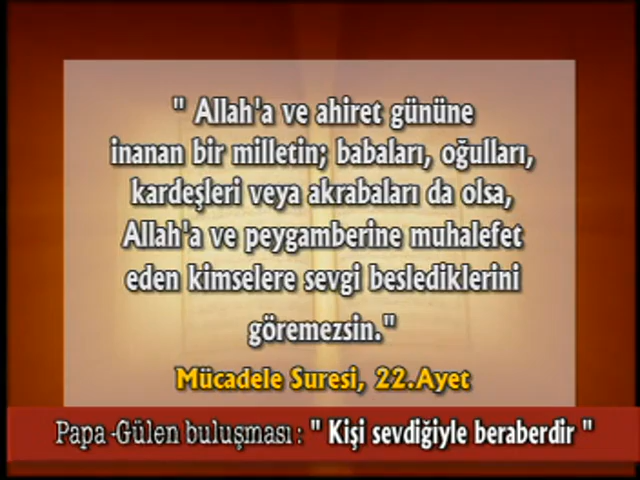 " Allah'a ve ahiret gününe
inanan bir milletin; babaları, oğulları,
kardeşleri veya akrabaları da olsa,
Allah'a ve peygamberine muhalefet
eden kimselere sevgi beslediklerini
göremezsin."
Mücadele Suresi, 22.Ayet
Papa -Gülen buluşması : " Kişi sevdiğiyle beraberdir "